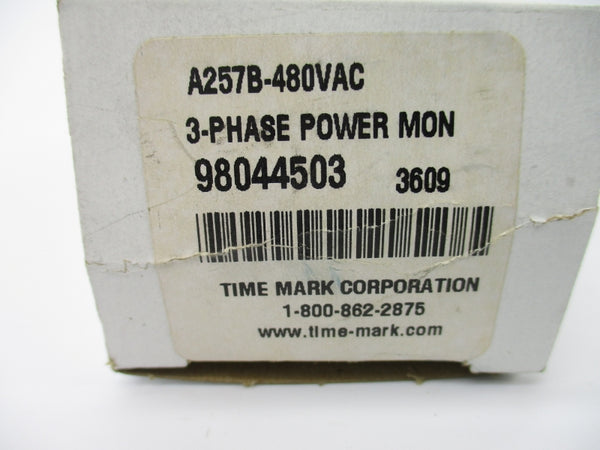 A257B-480VAC
3-PHASE POWER MON
98044503 3609
TIME MARK CORPORATION
1-800-862-2875
www.time-mark.com